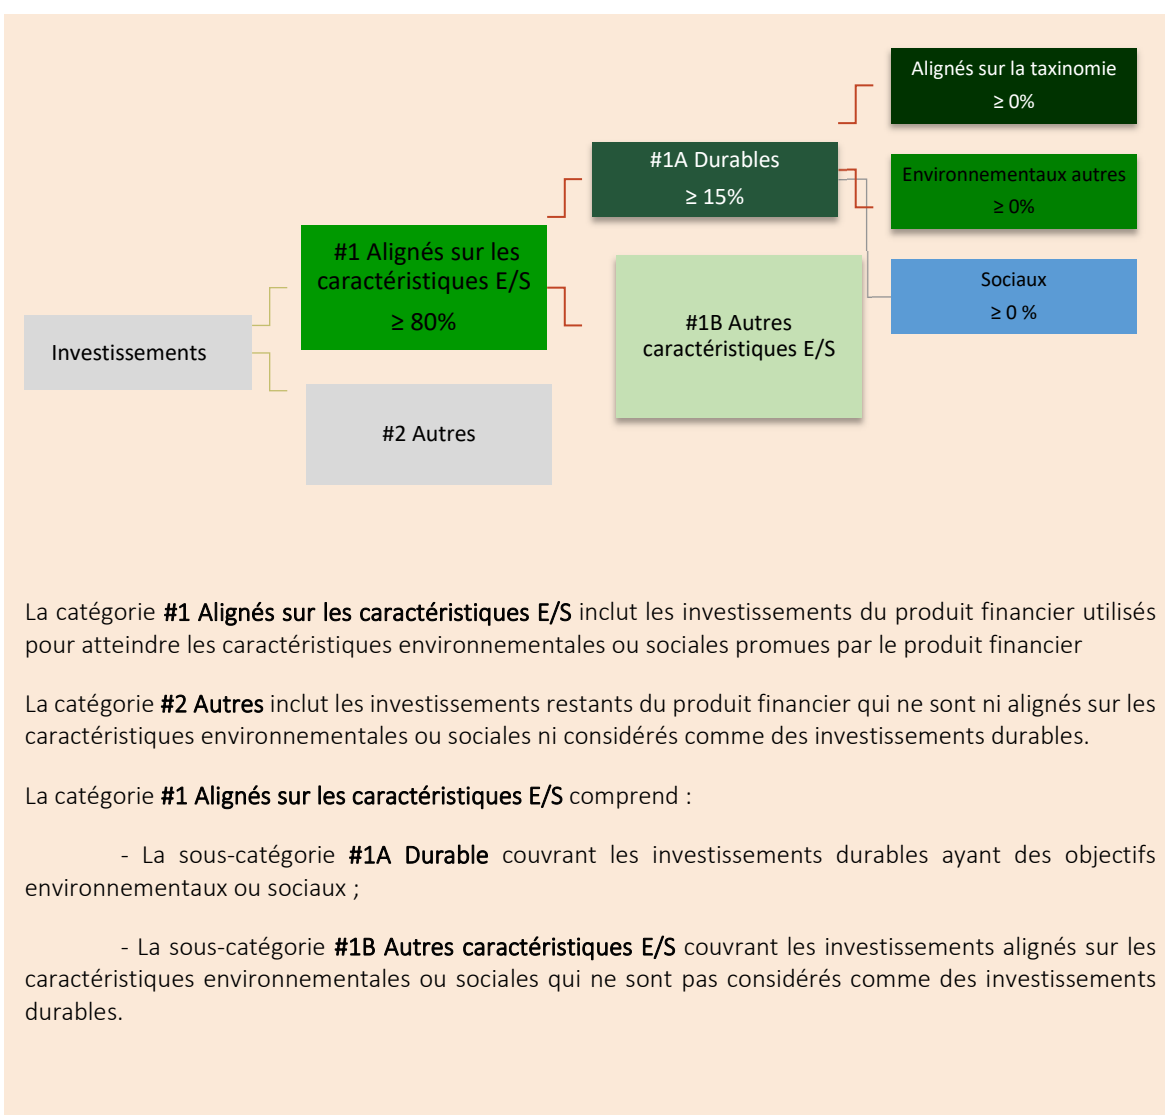 Alignés sur la taxinomie
≥ 0%
#1A Durables
≥ 15%
Environnementaux autres
≥ 0%
#1 Alignés sur les
caractéristiques E/S
≥ 80%
Sociaux
≥ 0 %
#1B Autres
caractéristiques E/S
Investissements
#2 Autres
La catégorie #1 Alignés sur les caractéristiques E/S inclut les investissements du produit financier utilisés
pour atteindre les caractéristiques environnementales ou sociales promues par le produit financier
La catégorie #2 Autres inclut les investissements restants du produit financier qui ne sont ni alignés sur les
caractéristiques environnementales ou sociales ni considérés comme des investissements durables.
La catégorie #1 Alignés sur les caractéristiques E/S comprend :
- La sous-catégorie #1A Durable couvrant les investissements durables ayant des objectifs
environnementaux ou sociaux ;
- La sous-catégorie #1B Autres caractéristiques E/S couvrant les investissements alignés sur les
caractéristiques environnementales ou sociales qui ne sont pas considérés comme des investissements
durables.